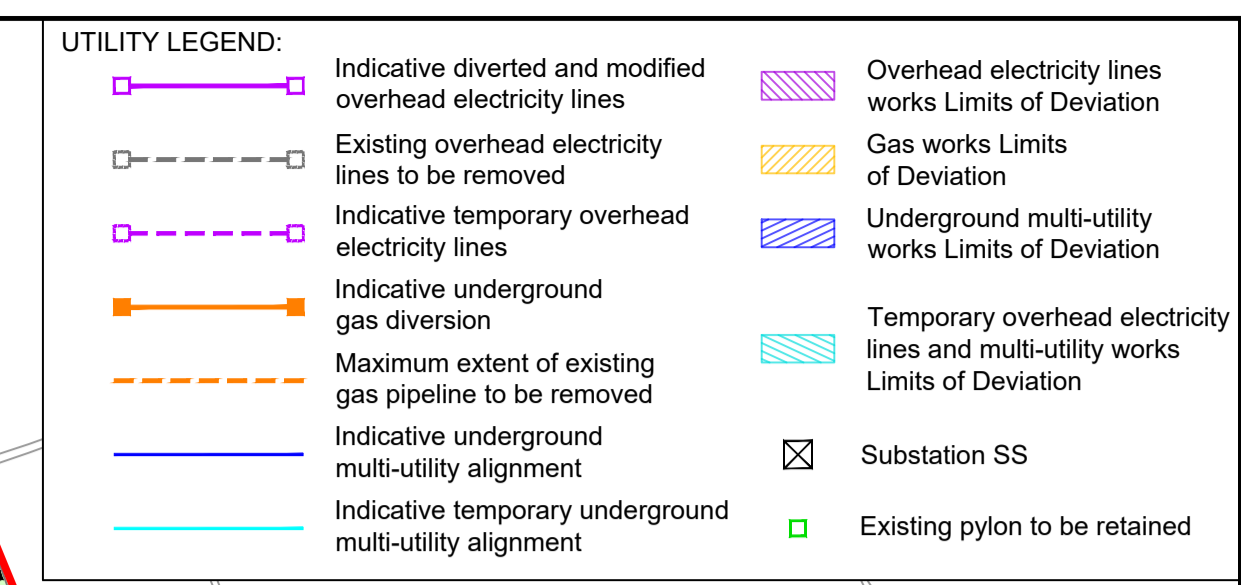 UTILITY LEGEND:
Indicative diverted and modified
overhead electricity lines
Existing overhead electricity
lines to be removed
Indicative temporary overhead
electricity lines
Indicative underground
gas diversion
Maximum extent of existing
gas pipeline to be removed
Indicative underground
multi-utility alignment
Indicative temporary underground
multi-utility alignment
Overhead electricity lines
works Limits of Deviation
Gas works Limits
of Deviation
Underground multi-utility
works Limits of Deviation
Temporary overhead electricity
lines and multi-utility works
Limits of Deviation
Substation SS
Existing pylon to be retained